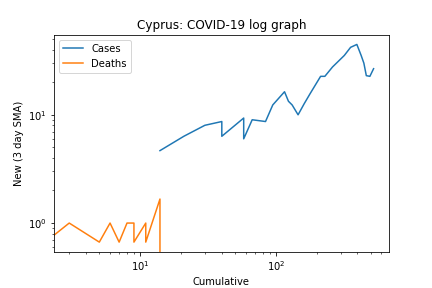 Cyprus: COVID-19 log graph
Cases
Deaths
New (3 day SMA)
10¹
10⁰
10¹
10²
Cumulative